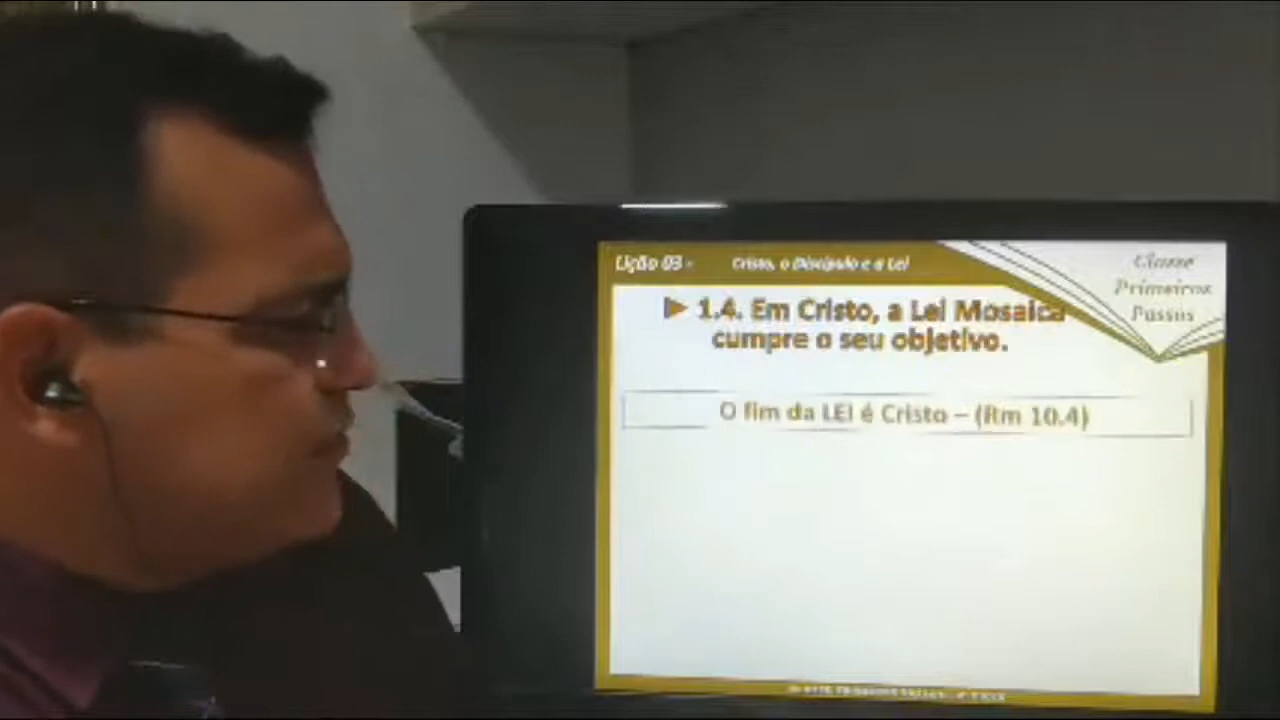 Lição 03 - Cristo, o Discípulo e a Lei
Classe
Primeiros
Passos
▶ 1.4. Em Cristo, a Lei Mosaica
cumpre o seu objetivo.
O fim da LEI é Cristo – (Rm 10.4)